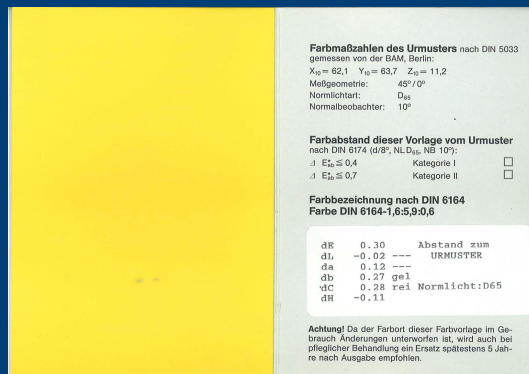 Farbmaßzahlen des Urmusters nach DIN 5033
gemessen von der BAM, Berlin:
X₁₀ = 62,1 Y₁₀ = 63,7 Z₁₀ = 11,2
Meßgeometrie: 45°/0°
Normlichtart: D₆₅
Normalbeobachter: 10°
Farbabstand dieser Vorlage vom Urmuster
nach DIN 6174 (d/8°, NLD₆₅, NB 10°):
⊿ E*ab ≦ 0,4 Kategorie I
⊿ E*ab ≦ 0,7 Kategorie II
Farbbezeichnung nach DIN 6164
Farbe DIN 6164-1,6:5,9:0,6
dE 0.30 Abstand zum
dL -0.02 --- URMUSTER
da 0.12 ---
db 0.27 gel
dC 0.28 rei Normlicht:D65
dH -0.11
Achtung! Da der Farbort dieser Farbvorlage im Ge-
brauch Änderungen unterworfen ist, wird auch bei
pfleglicher Behandlung ein Ersatz spätestens 5 Jah-
re nach Ausgabe empfohlen.